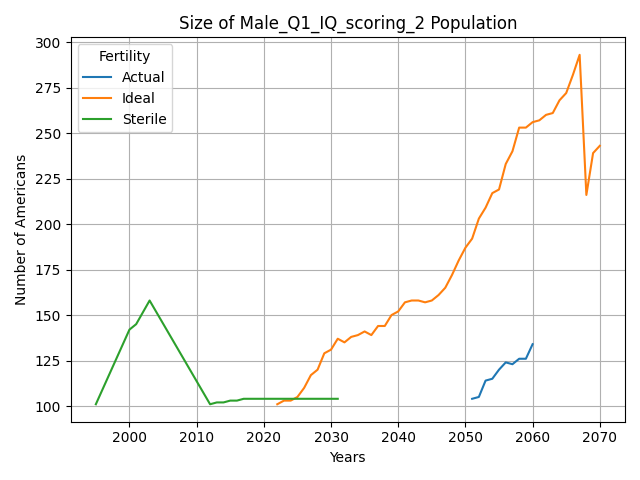 Size of Male_Q1_IQ_scoring_2 Population
Fertility
Actual
Ideal
Sterile
Number of Americans
300
275
250
225
200
175
150
125
100
2000 2010 2020 2030 2040 2050 2060 2070
Years